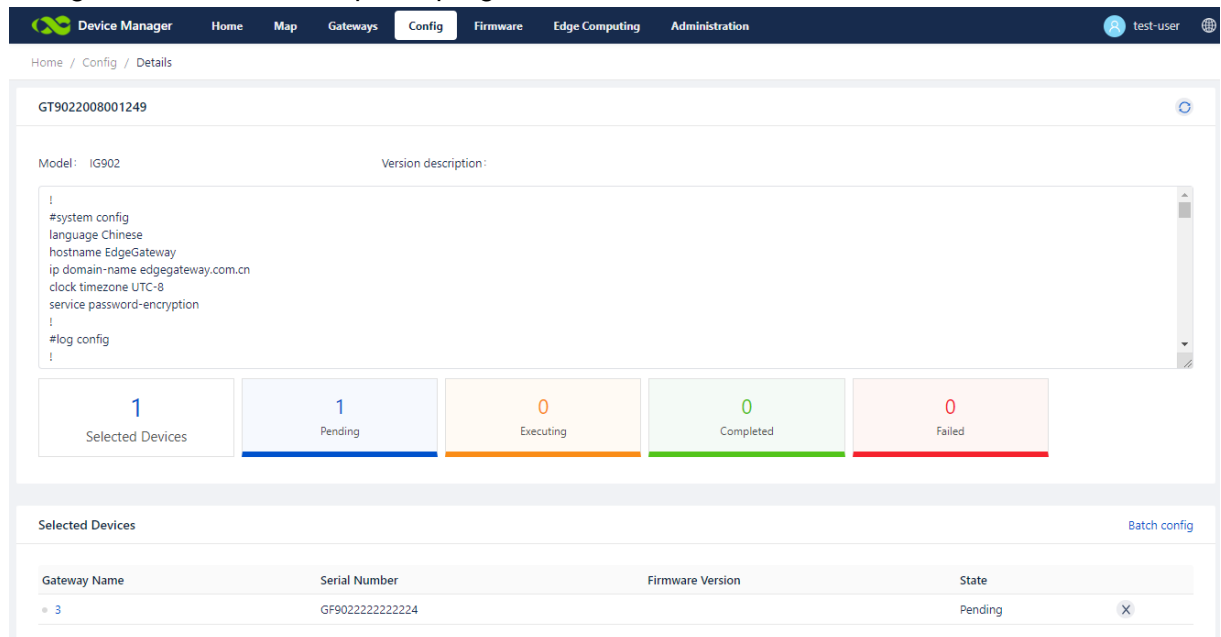 Device Manager Home Map Gateways Config Firmware Edge Computing Administration test-user
Home / Config / Details
GT9022008001249
Model: IG902 Version description:
!
#system config
language Chinese
hostname EdgeGateway
ip domain-name edgegateway.com.cn
clock timezone UTC-8
service password-encryption
!
#log config
!
1 1 0 0 0
Selected Devices Pending Executing Completed Failed
Selected Devices Batch config
Gateway Name Serial Number Firmware Version State
3 GF9022222222224 Pending X